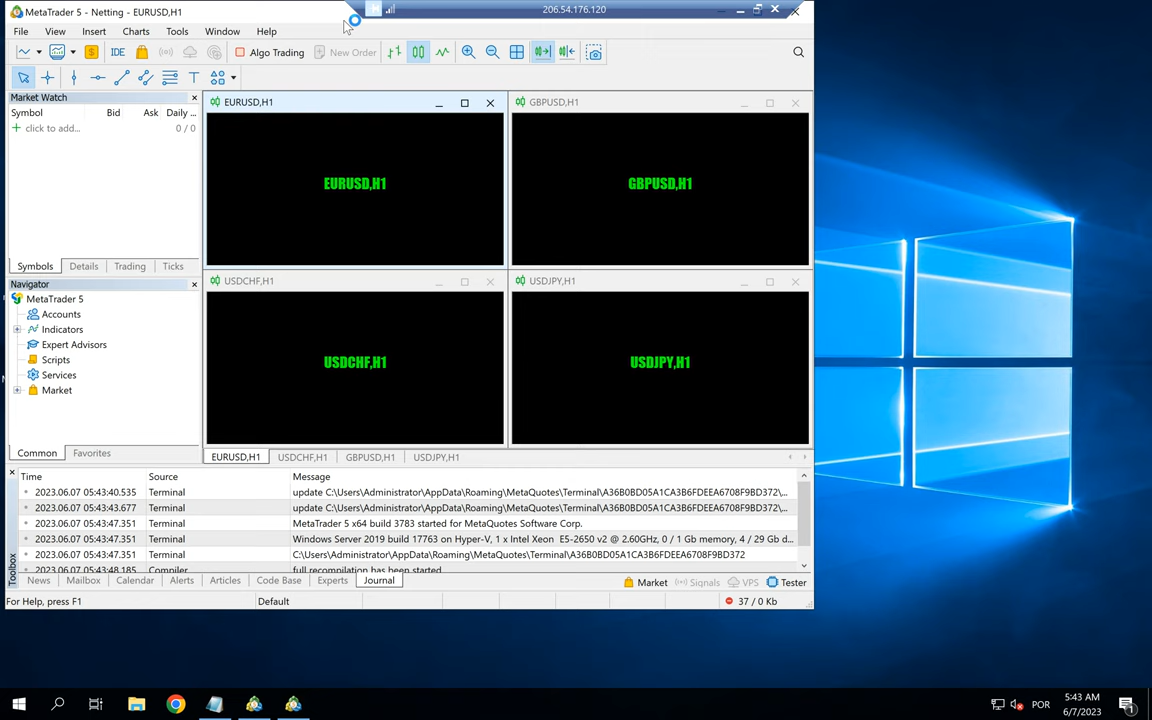 MetaTrader 5 - Netting - EURUSD,H1
206.54.176.120
File View Insert Charts Tools Window Help
IDE Algo Trading New Order
Market Watch
Symbol Bid Ask Daily ...
click to add... 0 / 0
Symbols Details Trading Ticks
Navigator
MetaTrader 5
Accounts
Indicators
Expert Advisors
Scripts
Services
Market
Common Favorites
EURUSD,H1
EURUSD,H1
GBPUSD,H1
GBPUSD,H1
USDCHF,H1
USDCHF,H1
USDJPY,H1
USDJPY,H1
EURUSD,H1 USDCHF,H1 GBPUSD,H1 USDJPY,H1
Toolbox
Time Source Message
2023.06.07 05:43:40.535 Terminal update C:\Users\Administrator\AppData\Roaming\MetaQuotes\Terminal\A36B0BD05A1CA3B6FDEEA6708F9BD372\...
2023.06.07 05:43:43.677 Terminal update C:\Users\Administrator\AppData\Roaming\MetaQuotes\Terminal\A36B0BD05A1CA3B6FDEEA6708F9BD372\...
2023.06.07 05:43:47.351 Terminal MetaTrader 5 x64 build 3783 started for MetaQuotes Software Corp.
2023.06.07 05:43:47.351 Terminal Windows Server 2019 build 17763 on Hyper-V, 1 x Intel Xeon E5-2650 v2 @ 2.60GHz, 0 / 1 Gb memory, 4 / 29 Gb d...
2023.06.07 05:43:47.351 Terminal C:\Users\Administrator\AppData\Roaming\MetaQuotes\Terminal\A36B0BD05A1CA3B6FDEEA6708F9BD372
2023.06.07 05:43:48.185 Compiler full recompilation has been started
News Mailbox Calendar Alerts Articles Code Base Experts Journal
Market Signals VPS Tester
For Help, press F1 Default 37 / 0 Kb
POR
5:43 AM
6/7/2023
1